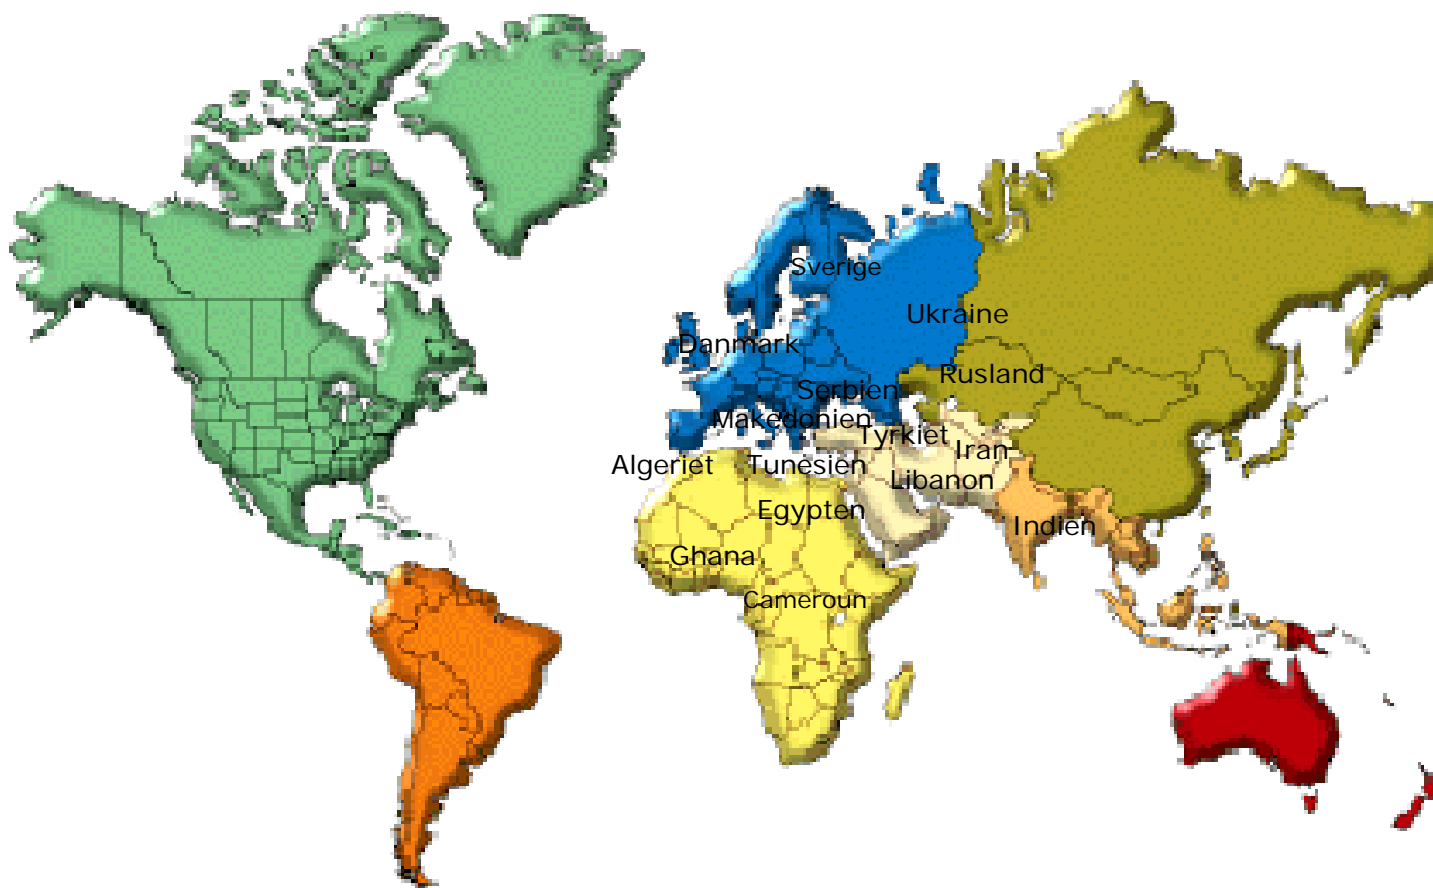 Sverige
Ukraine
Danmark
Rusland
Serbien
Makedonien
Tyrkiet
Iran
Algeriet
Tunesien
Libanon
Egypten
Indien
Ghana
Cameroun